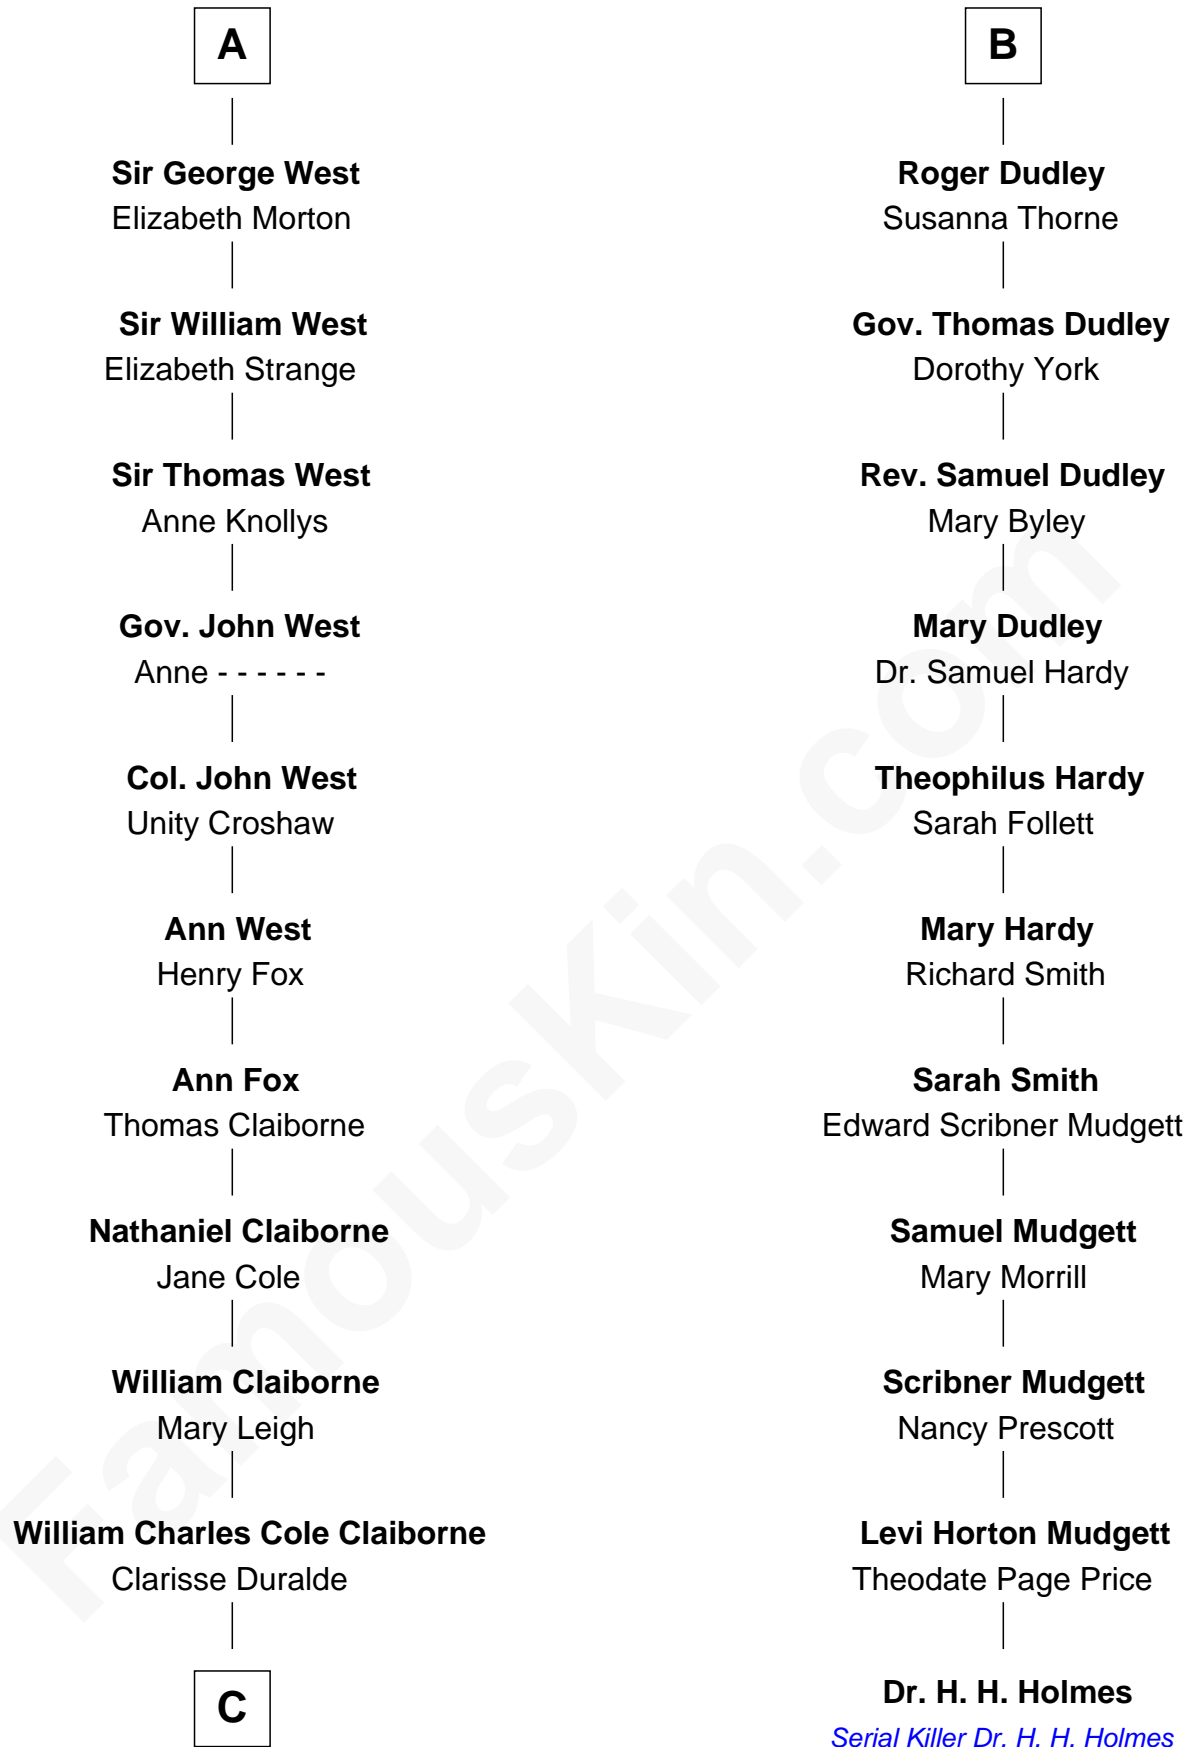 A
Sir George West
Elizabeth Morton
Sir William West
Elizabeth Strange
Sir Thomas West
Anne Knollys
Gov. John West
Anne - - - - - -
Col. John West
Unity Croshaw
Ann West
Henry Fox
Ann Fox
Thomas Claiborne
Nathaniel Claiborne
Jane Cole
William Claiborne
Mary Leigh
William Charles Cole Claiborne
Clarisse Duralde
C
B
Roger Dudley
Susanna Thorne
Gov. Thomas Dudley
Dorothy York
Rev. Samuel Dudley
Mary Byley
Mary Dudley
Dr. Samuel Hardy
Theophilus Hardy
Sarah Follett
Mary Hardy
Richard Smith
Sarah Smith
Edward Scribner Mudgett
Samuel Mudgett
Mary Morrill
Scribner Mudgett
Nancy Prescott
Levi Horton Mudgett
Theodate Page Price
Dr. H. H. Holmes
Serial Killer Dr. H. H. Holmes
FamousKin.com